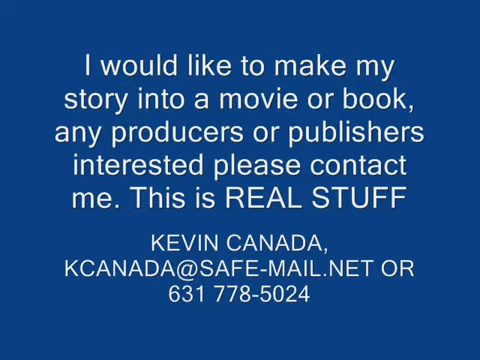 I would like to make my
story into a movie or book,
any producers or publishers
interested please contact
me. This is REAL STUFF
KEVIN CANADA,
KCANADA@SAFE-MAIL.NET OR
631 778-5024